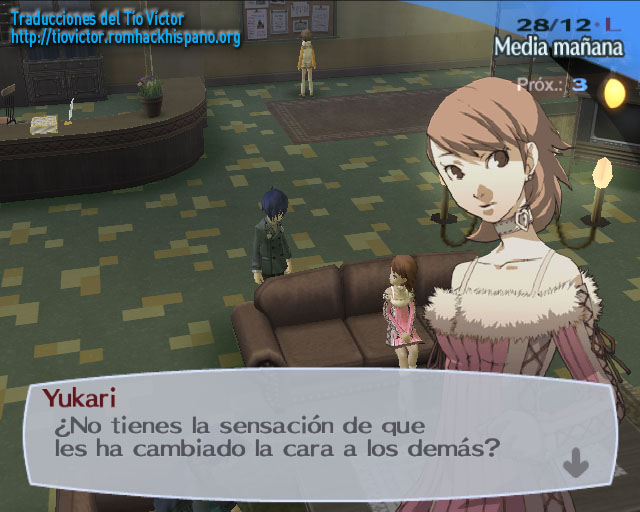 Traducciones del Tio Victor
http://tiovictor.romhackhispano.org
28/12·L
Media mañana
Próx.: 3
Yukari
¿No tienes la sensación de que
les ha cambiado la cara a los demás?